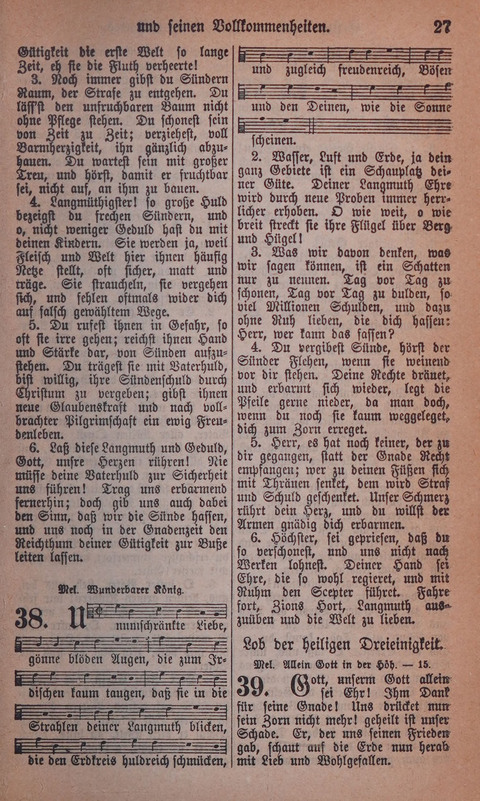 und seinen Vollkommenheiten. 27
Gütigkeit die erste Welt so lange
Zeit, eh sie die Fluth verheerte!
3. Noch immer gibst du Sündern
Raum, der Strafe zu entgehen. Du
läss'st den unfruchbaren Baum nicht
ohne Pflege stehen. Du schonest sein
von Zeit zu Zeit; verziehest, voll
Barmherzigkeit, ihn gänzlich abzu-
hauen. Du wartest sein mit großer
Treu, und hörst, damit er fruchtbar
sei, nicht auf, an ihm zu bauen.
4. Langmüthigster! so große Huld
bezeigst du frechen Sündern, und
o, nicht weniger Geduld hast du mit
deinen Kindern. Sie werden ja, weil
Fleisch und Welt hier ihnen häufig
Netze stellt, oft sicher, matt und
träge. Sie straucheln, sie vergehen
sich, und fehlen oftmals wider dich
auf falsch gewähltem Wege.
5. Du rufest ihnen in Gefahr, so
oft sie irre gehen; reichst ihnen Hand
und Stärke dar, von Sünden aufzu-
stehen. Du trägest sie mit Vaterhuld,
bist willig, ihre Sündenschuld durch
Christum zu vergeben; gibst ihnen
neue Glaubenskraft und nach voll-
brachter Pilgrimschaft ein ewig Freu-
denleben.
6. Laß diese Langmuth und Geduld,
Gott, unsre Herzen rühren! Nie
müsse deine Vaterhuld zur Sicherheit
uns führen! Trag uns erbarmend
fernerhin; doch gib uns auch dabei
den Sinn, daß wir die Sünde hassen,
und uns noch in der Gnadenzeit den
Reichthum deiner Gütigkeit zur Buße
leiten lassen.
Mel. Wunderbarer König.
38. Unumschränkte Liebe,
gönne blöden Augen, die zum Ir-
dischen kaum taugen, daß sie in die
Strahlen deiner Langmuth blicken,
die den Erdkreis huldreich schmücken,
und zugleich freudenreich, Bösen
und den Deinen, wie die Sonne
scheinen.
2. Wasser, Luft und Erde, ja dein
ganz Gebiete ist ein Schauplatz dei-
ner Güte. Deiner Langmuth Ehre
wird durch neue Proben immer herr-
licher erhoben. O wie weit, o wie
breit streckt sie ihre Flügel über Berg
und Hügel!
3. Was wir davon denken, was
wir sagen können, ist ein Schatten
nur zu nennen. Tag vor Tag zu
schonen, Tag vor Tag zu dulden, so
viel Millionen Schulden, und dazu
ohne Ruh lieben, die dich hassen:
Herr, wer kann das fassen?
4. Du vergibest Sünde, hörst der
Sünder Flehen, wenn sie weinend
vor dir stehen. Deine Rechte dräuet,
und erbarmt sich wieder, legt die
Pfeile gerne nieder, da man doch,
wenn du noch sie kaum weggeleget,
dich zum Zorn erreget.
5. Herr, es hat noch keiner, der zu
dir gegangen, statt der Gnade Recht
empfangen; wer zu deinen Füßen sich
mit Thränen senket, dem wird Straf
und Schuld geschenket. Unser Schmerz
rührt dein Herz, und du willst der
Armen gnädig dich erbarmen.
6. Höchster, sei gepriesen, daß du
so verschonest, und uns nicht nach
Werken lohnest. Deiner Hand sei
Ehre, die so wohl regieret, und mit
Ruhm den Scepter führet. Fahre
fort, Zions Hort, Langmuth aus-
zuüben und die Welt zu lieben.
Lob der heiligen Dreieinigkeit.
Mel. Allein Gott in der Höh. — 15.
39. Gott, unserm Gott allein
sei Ehr! Ihm Dank
für seine Gnade! Uns drücket nun
sein Zorn nicht mehr! geheilt ist unser
Schade. Er, der uns seinen Frieden
gab, schaut auf die Erde nun herab
mit Lieb und Wohlgefallen.